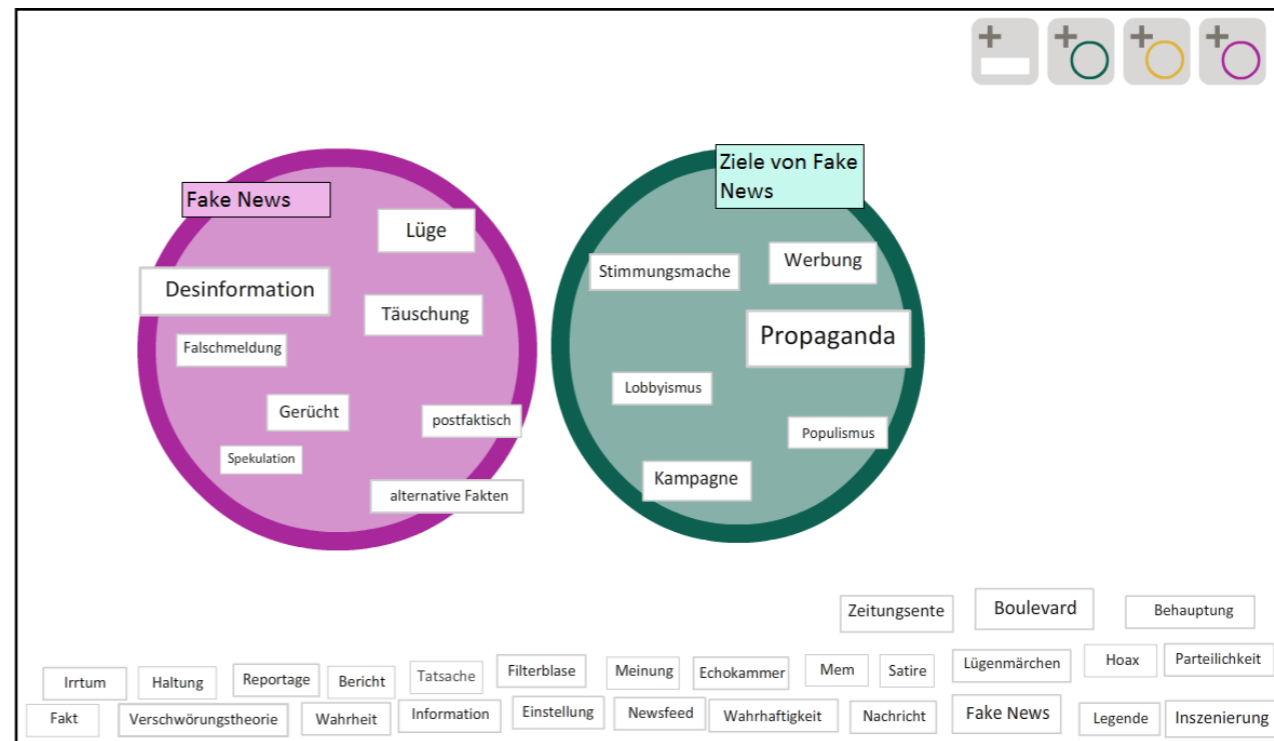 Fake News
Lüge
Desinformation
Täuschung
Falschmeldung
Gerücht
postfaktisch
Spekulation
alternative Fakten
Ziele von Fake
News
Stimmungsmache
Werbung
Propaganda
Lobbyismus
Populismus
Kampagne
Zeitungsente
Boulevard
Behauptung
Irrtum
Haltung
Reportage
Bericht
Tatsache
Filterblase
Meinung
Echokammer
Mem
Satire
Lügenmärchen
Hoax
Parteilichkeit
Fakt
Verschwörungstheorie
Wahrheit
Information
Einstellung
Newsfeed
Wahrhaftigkeit
Nachricht
Fake News
Legende
Inszenierung